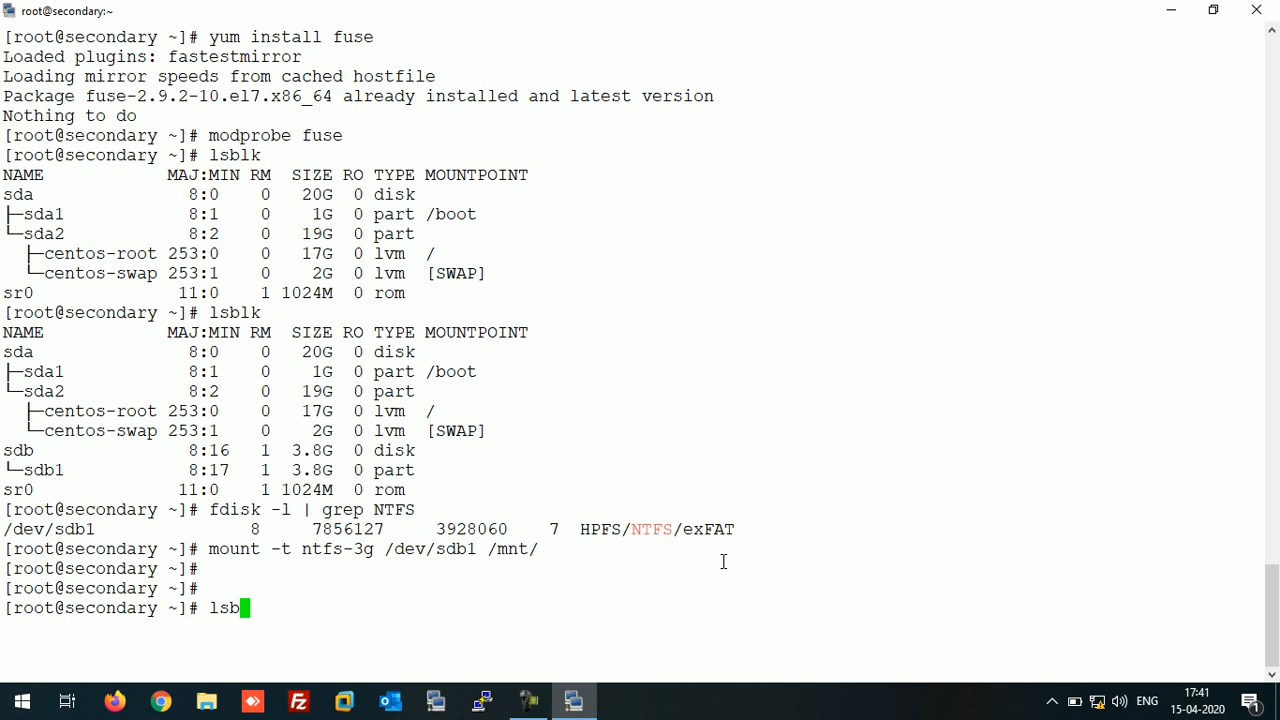 root@secondary:~
[root@secondary ~]# yum install fuse
Loaded plugins: fastestmirror
Loading mirror speeds from cached hostfile
Package fuse-2.9.2-10.el7.x86_64 already installed and latest version
Nothing to do
[root@secondary ~]# modprobe fuse
[root@secondary ~]# lsblk
NAME            MAJ:MIN RM  SIZE RO TYPE MOUNTPOINT
sda               8:0    0   20G  0 disk
├─sda1            8:1    0    1G  0 part /boot
└─sda2            8:2    0   19G  0 part
  ├─centos-root 253:0    0   17G  0 lvm  /
  └─centos-swap 253:1    0    2G  0 lvm  [SWAP]
sr0              11:0    1 1024M  0 rom
[root@secondary ~]# lsblk
NAME            MAJ:MIN RM  SIZE RO TYPE MOUNTPOINT
sda               8:0    0   20G  0 disk
├─sda1            8:1    0    1G  0 part /boot
└─sda2            8:2    0   19G  0 part
  ├─centos-root 253:0    0   17G  0 lvm  /
  └─centos-swap 253:1    0    2G  0 lvm  [SWAP]
sdb               8:16   1  3.8G  0 disk
└─sdb1            8:17   1  3.8G  0 part
sr0              11:0    1 1024M  0 rom
[root@secondary ~]# fdisk -l | grep NTFS
/dev/sdb1               8     7856127     3928060    7  HPFS/NTFS/exFAT
[root@secondary ~]# mount -t ntfs-3g /dev/sdb1 /mnt/
[root@secondary ~]#
[root@secondary ~]#
[root@secondary ~]# lsb
ENG
17:41
15-04-2020
1